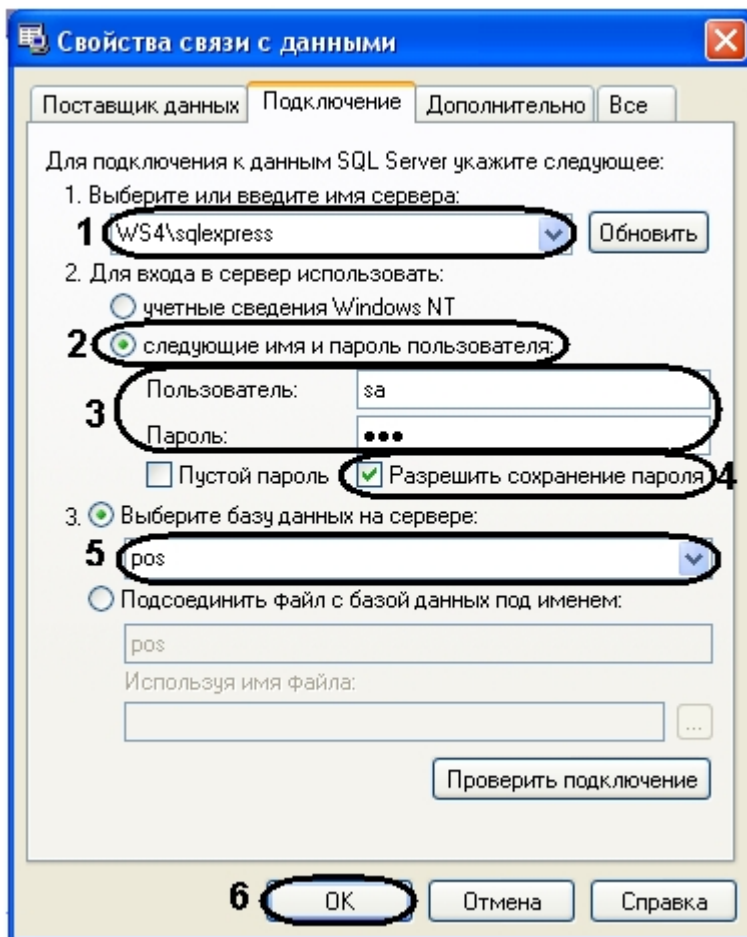 Свойства связи с данными
Поставщик данных Подключение Дополнительно Все
Для подключения к данным SQL Server укажите следующее:
1. Выберите или введите имя сервера:
1 WS4\sqlexpress Обновить
2. Для входа в сервер использовать:
учетные сведения Windows NT
2 следующие имя и пароль пользователя:
Пользователь: sa
3
Пароль: •••
Пустой пароль Разрешить сохранение пароля 4
3. Выберите базу данных на сервере:
5 pos
Подсоединить файл с базой данных под именем:
pos
Используя имя файла:
...
Проверить подключение
6 OK Отмена Справка